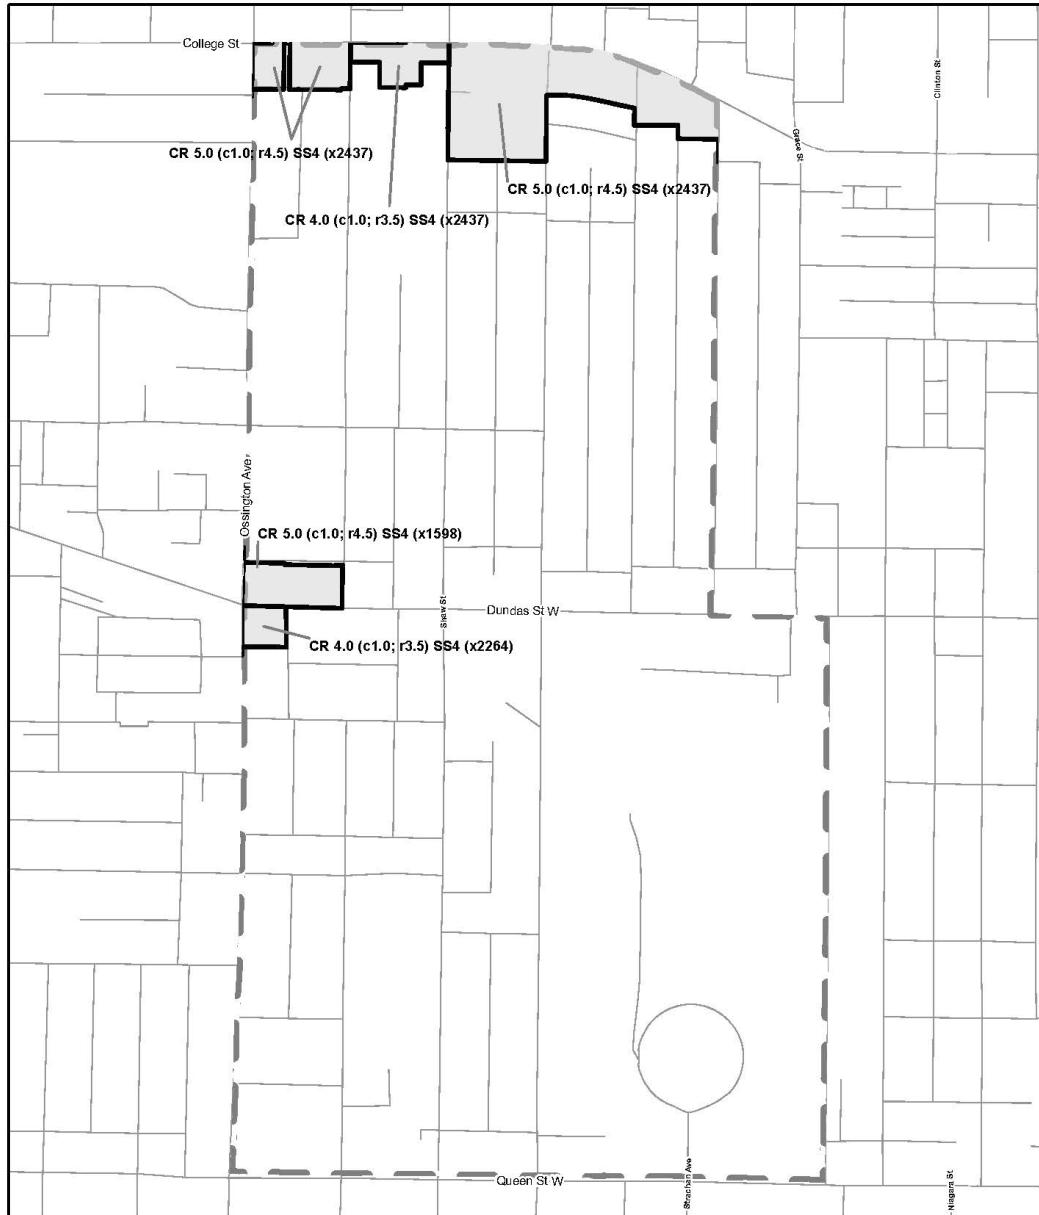 College St
Clinton St
Grace St
CR 5.0 (c1.0; r4.5) SS4 (x2437)
CR 5.0 (c1.0; r4.5) SS4 (x2437)
CR 4.0 (c1.0; r3.5) SS4 (x2437)
Ossington Ave
CR 5.0 (c1.0; r4.5) SS4 (x1598)
Shaw St
Dundas St W
CR 4.0 (c1.0; r3.5) SS4 (x2264)
Queen St W
Strachan Ave
Niagara St